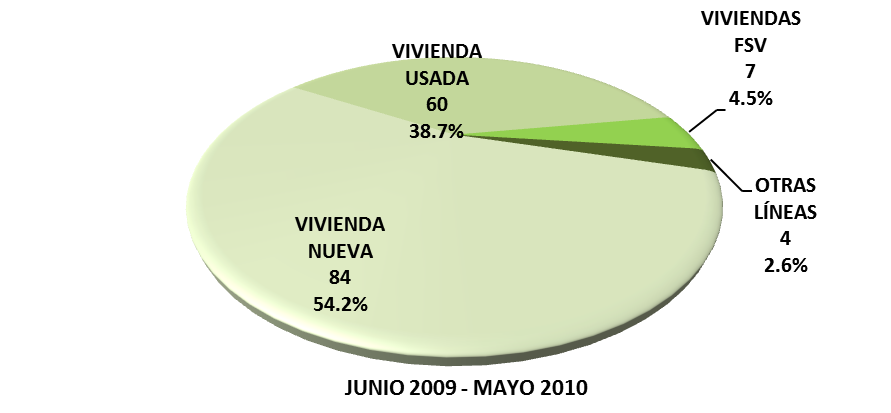 VIVIENDAS
FSV
7
4.5%
VIVIENDA
USADA
60
38.7%
OTRAS
LÍNEAS
4
2.6%
VIVIENDA
NUEVA
84
54.2%
JUNIO 2009 - MAYO 2010